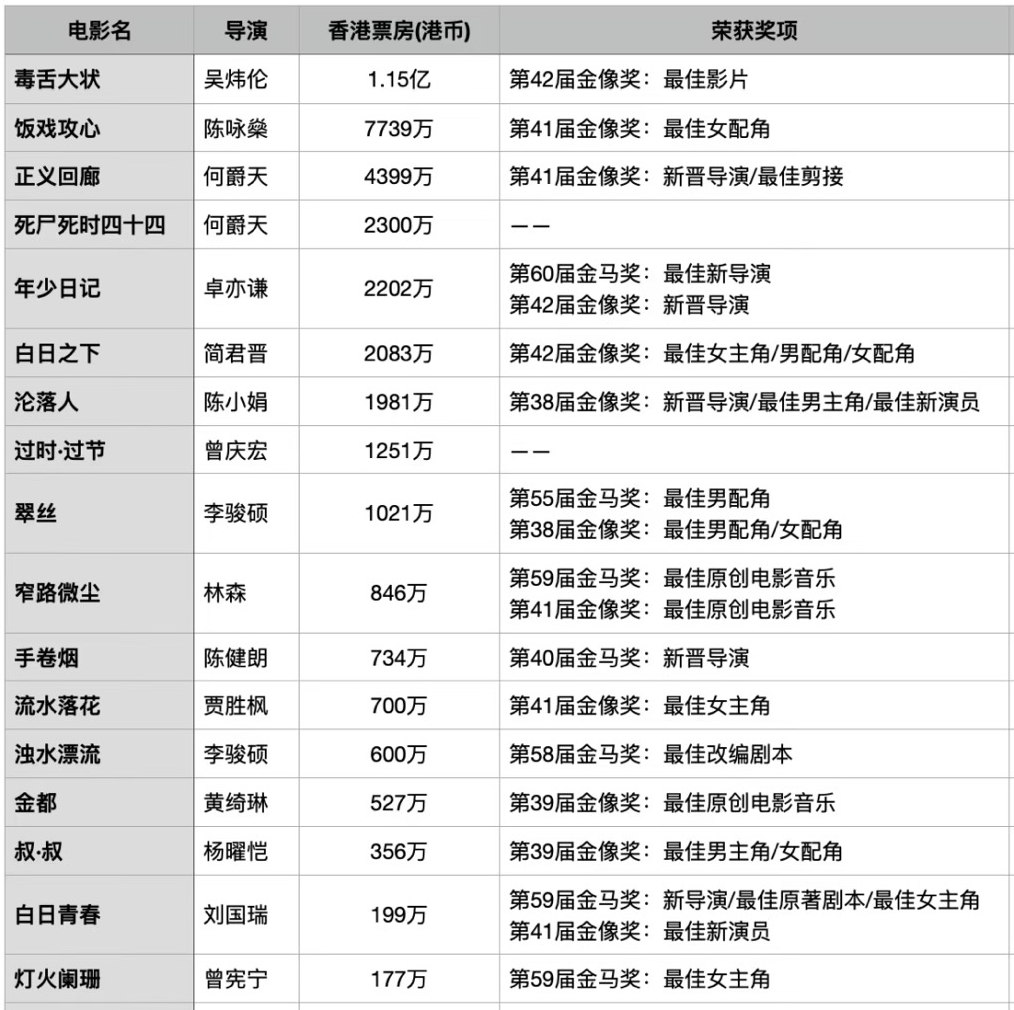 电影名 导演 香港票房(港币) 荣获奖项
毒舌大状 吴炜伦 1.15亿 第42届金像奖：最佳影片
饭戏攻心 陈咏燊 7739万 第41届金像奖：最佳女配角
正义回廊 何爵天 4399万 第41届金像奖：新晋导演/最佳剪接
死尸死时四十四 何爵天 2300万 ——
年少日记 卓亦谦 2202万 第60届金马奖：最佳新导演
第42届金像奖：新晋导演
白日之下 简君晋 2083万 第42届金像奖：最佳女主角/男配角/女配角
沦落人 陈小娟 1981万 第38届金像奖：新晋导演/最佳男主角/最佳新演员
过时·过节 曾庆宏 1251万 ——
翠丝 李骏硕 1021万 第55届金马奖：最佳男配角
第38届金像奖：最佳男配角/女配角
窄路微尘 林森 846万 第59届金马奖：最佳原创电影音乐
第41届金像奖：最佳原创电影音乐
手卷烟 陈健朗 734万 第40届金马奖：新晋导演
流水落花 贾胜枫 700万 第41届金像奖：最佳女主角
浊水漂流 李骏硕 600万 第58届金马奖：最佳改编剧本
金都 黄绮琳 527万 第39届金像奖：最佳原创电影音乐
叔·叔 杨曜恺 356万 第39届金像奖：最佳男主角/女配角
白日青春 刘国瑞 199万 第59届金马奖：新导演/最佳原著剧本/最佳女主角
第41届金像奖：最佳新演员
灯火阑珊 曾宪宁 177万 第59届金马奖：最佳女主角